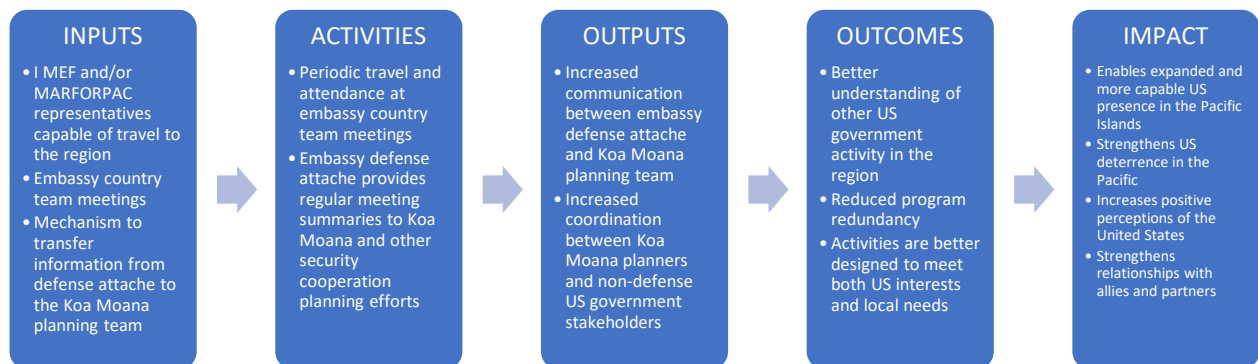 INPUTS
• I MEF and/or
MARFORPAC
representatives
capable of travel to
the region
• Embassy country
team meetings
• Mechanism to
transfer
information from
defense attache to
the Koa Moana
planning team
ACTIVITIES
• Periodic travel and
attendance at
embassy country
team meetings
• Embassy defense
attache provides
regular meeting
summaries to Koa
Moana and other
security
cooperation
planning efforts
OUTPUTS
• Increased
communication
between embassy
defense attache
and Koa Moana
planning team
• Increased
coordination
between Koa
Moana planners
and non-defense
US government
stakeholders
OUTCOMES
• Better
understanding of
other US
government
activity in the
region
• Reduced program
redundancy
• Activities are better
designed to meet
both US interests
and local needs
IMPACT
• Enables expanded and
more capable US
presence in the Pacific
Islands
• Strengthens US
deterrence in the
Pacific
• Increases positive
perceptions of the
United States
• Strengthens
relationships with
allies and partners